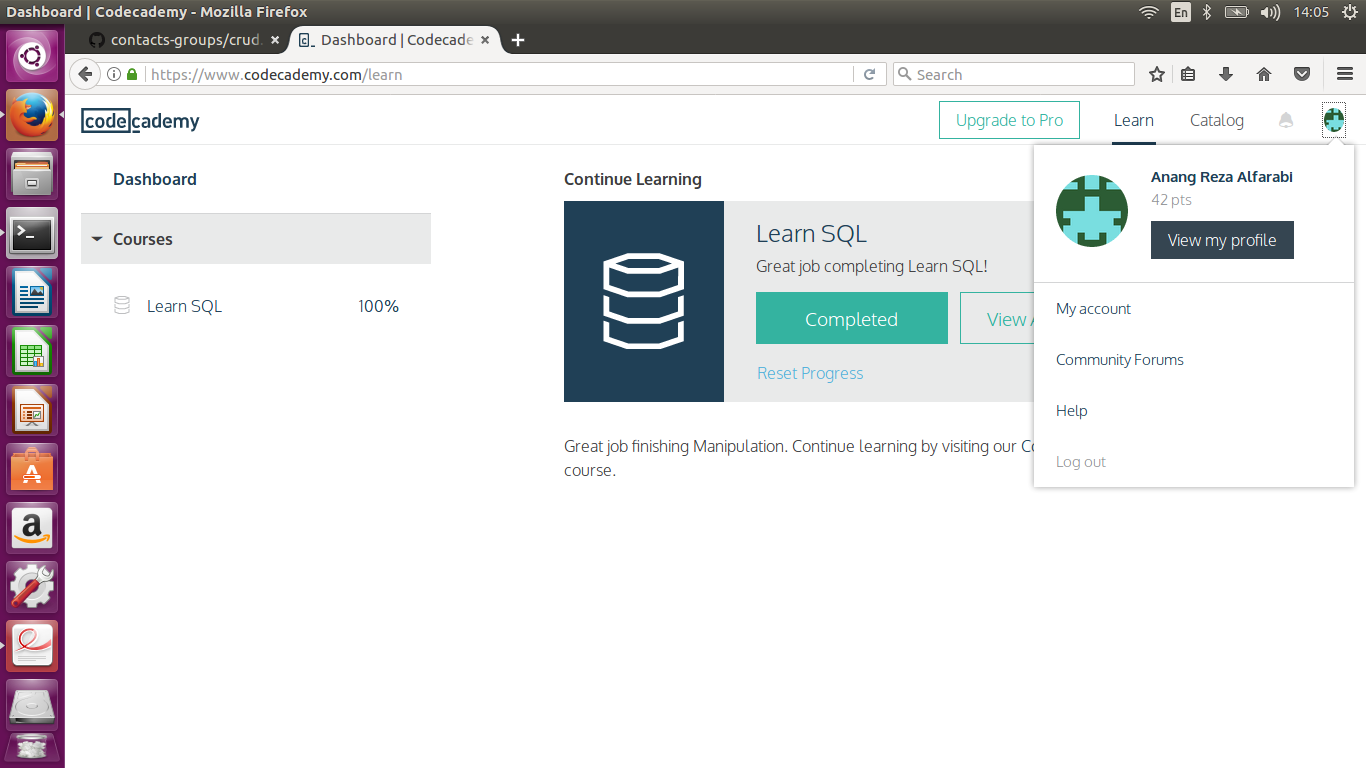 Dashboard | Codecademy - Mozilla Firefox
En
14:05
contacts-groups/crud.
Dashboard | Codecade
https://www.codecademy.com/learn
Search
codecademy
Upgrade to Pro
Learn
Catalog
Dashboard
Courses
Learn SQL 100%
Continue Learning
Learn SQL
Great job completing Learn SQL!
Completed
View
Reset Progress
Great job finishing Manipulation. Continue learning by visiting our
course.
Anang Reza Alfarabi
42 pts
View my profile
My account
Community Forums
Help
Log out